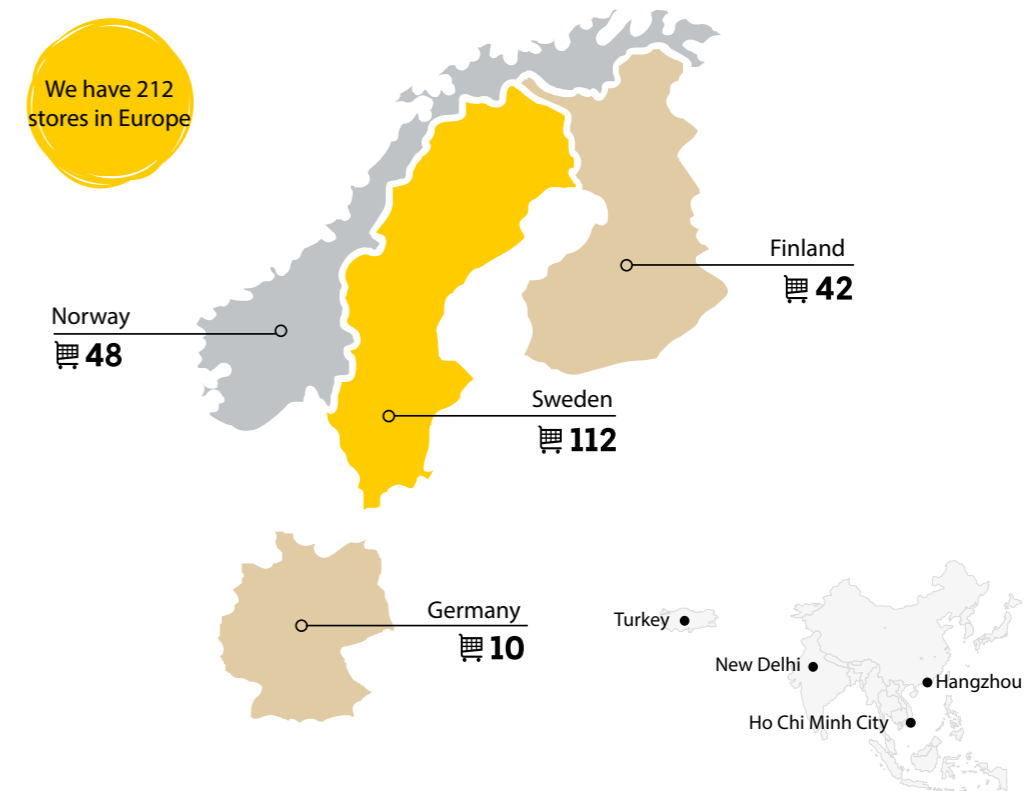 We have 212
stores in Europe
Finland
42
Norway
48
Sweden
112
Germany
10
Turkey
New Delhi
Hangzhou
Ho Chi Minh City